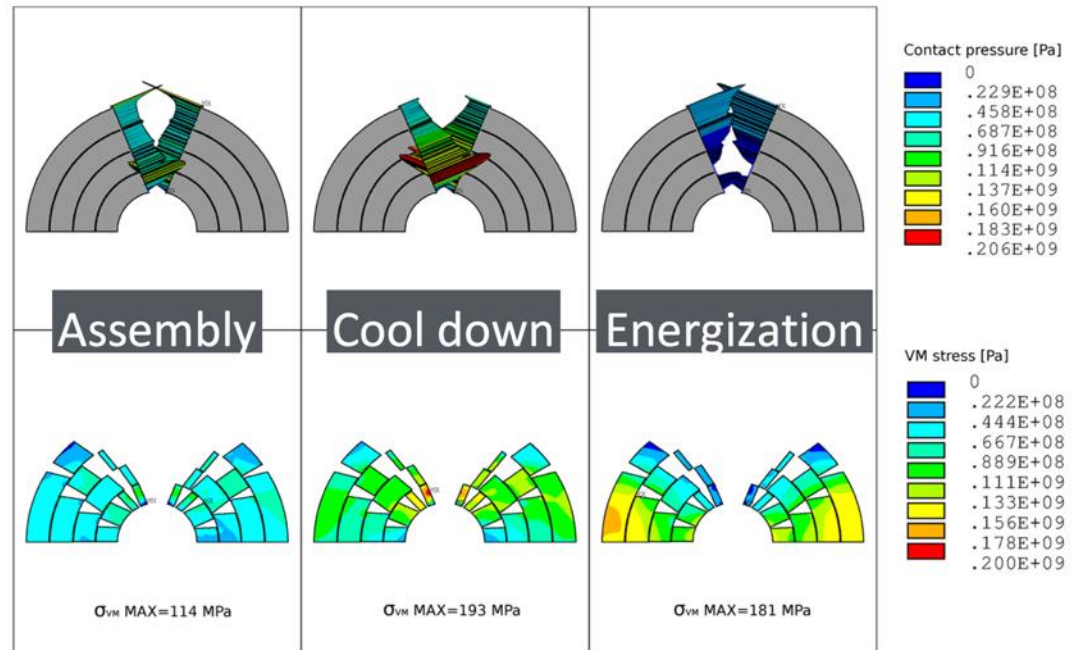 Contact pressure [Pa]
0
.229E+08
.458E+08
.687E+08
.916E+08
.114E+09
.137E+09
.160E+09
.183E+09
.206E+09
Assembly
Cool down
Energization
VM stress [Pa]
0
.222E+08
.444E+08
.667E+08
.889E+08
.111E+09
.133E+09
.156E+09
.178E+09
.200E+09
σVM MAX=114 MPa
σVM MAX=193 MPa
σVM MAX=181 MPa